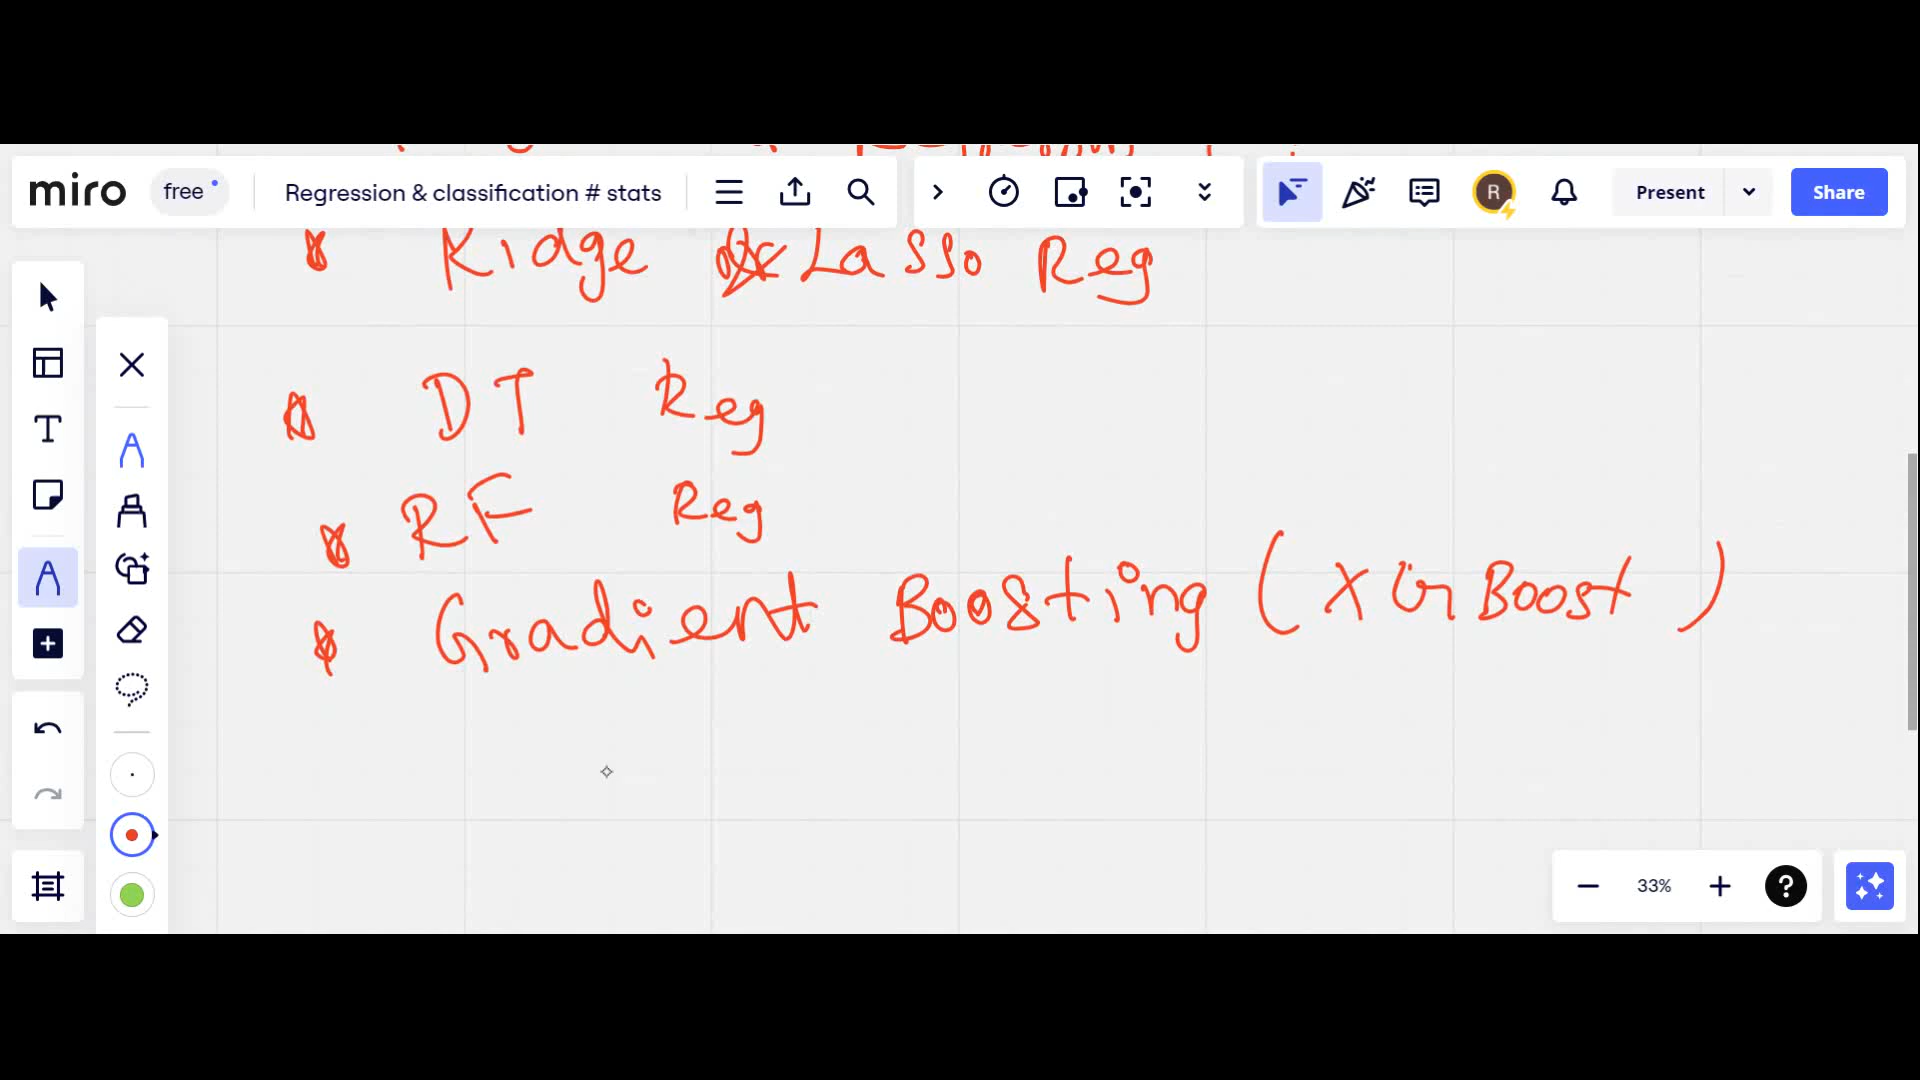 miro free Regression & classification # stats R Present Share
* Ridge & Lasso Reg
* DT Reg
* RF Reg
* Gradient Boosting (XGBoost)
33%